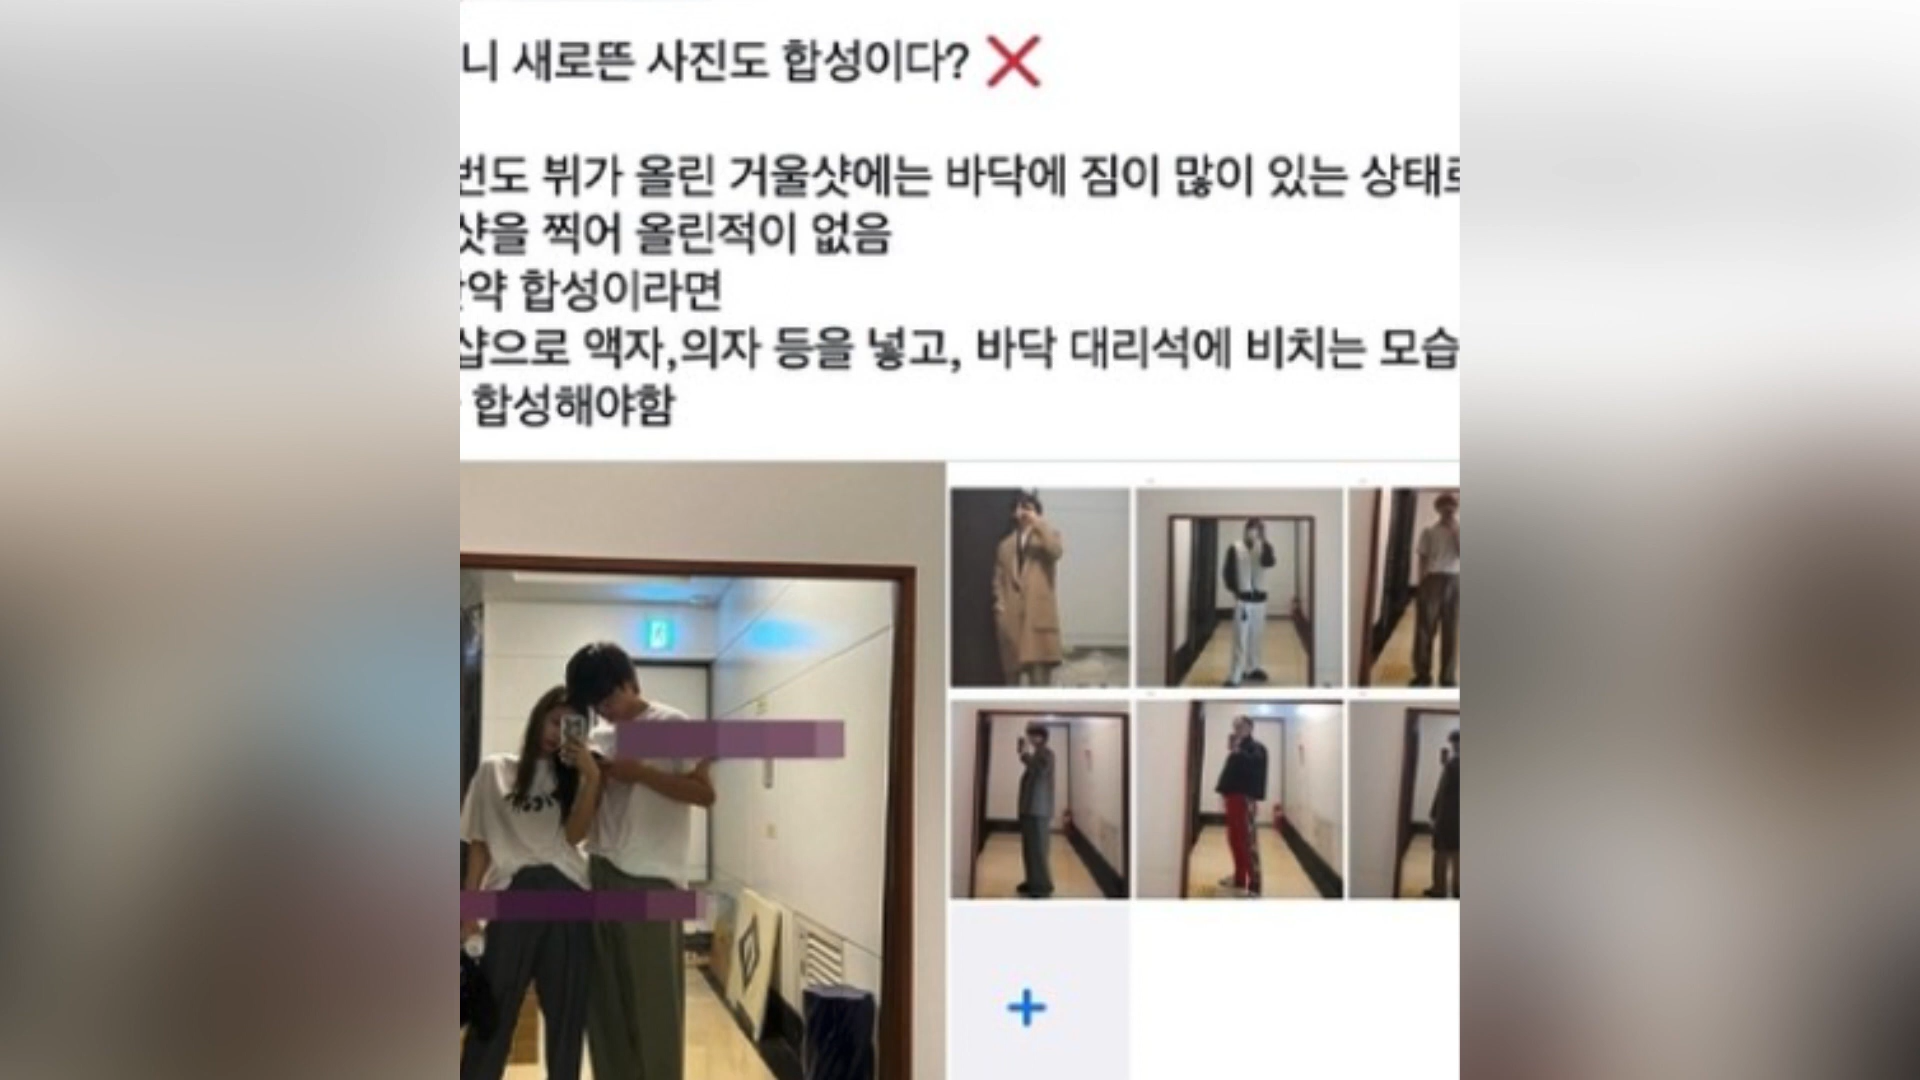 니 새로뜬 사진도 합성이다? ❌
번도 뷔가 올린 거울샷에는 바닥에 짐이 많이 있는 상태로
샷을 찍어 올린적이 없음
약 합성이라면
샵으로 액자,의자 등을 넣고, 바닥 대리석에 비치는 모습
합성해야함